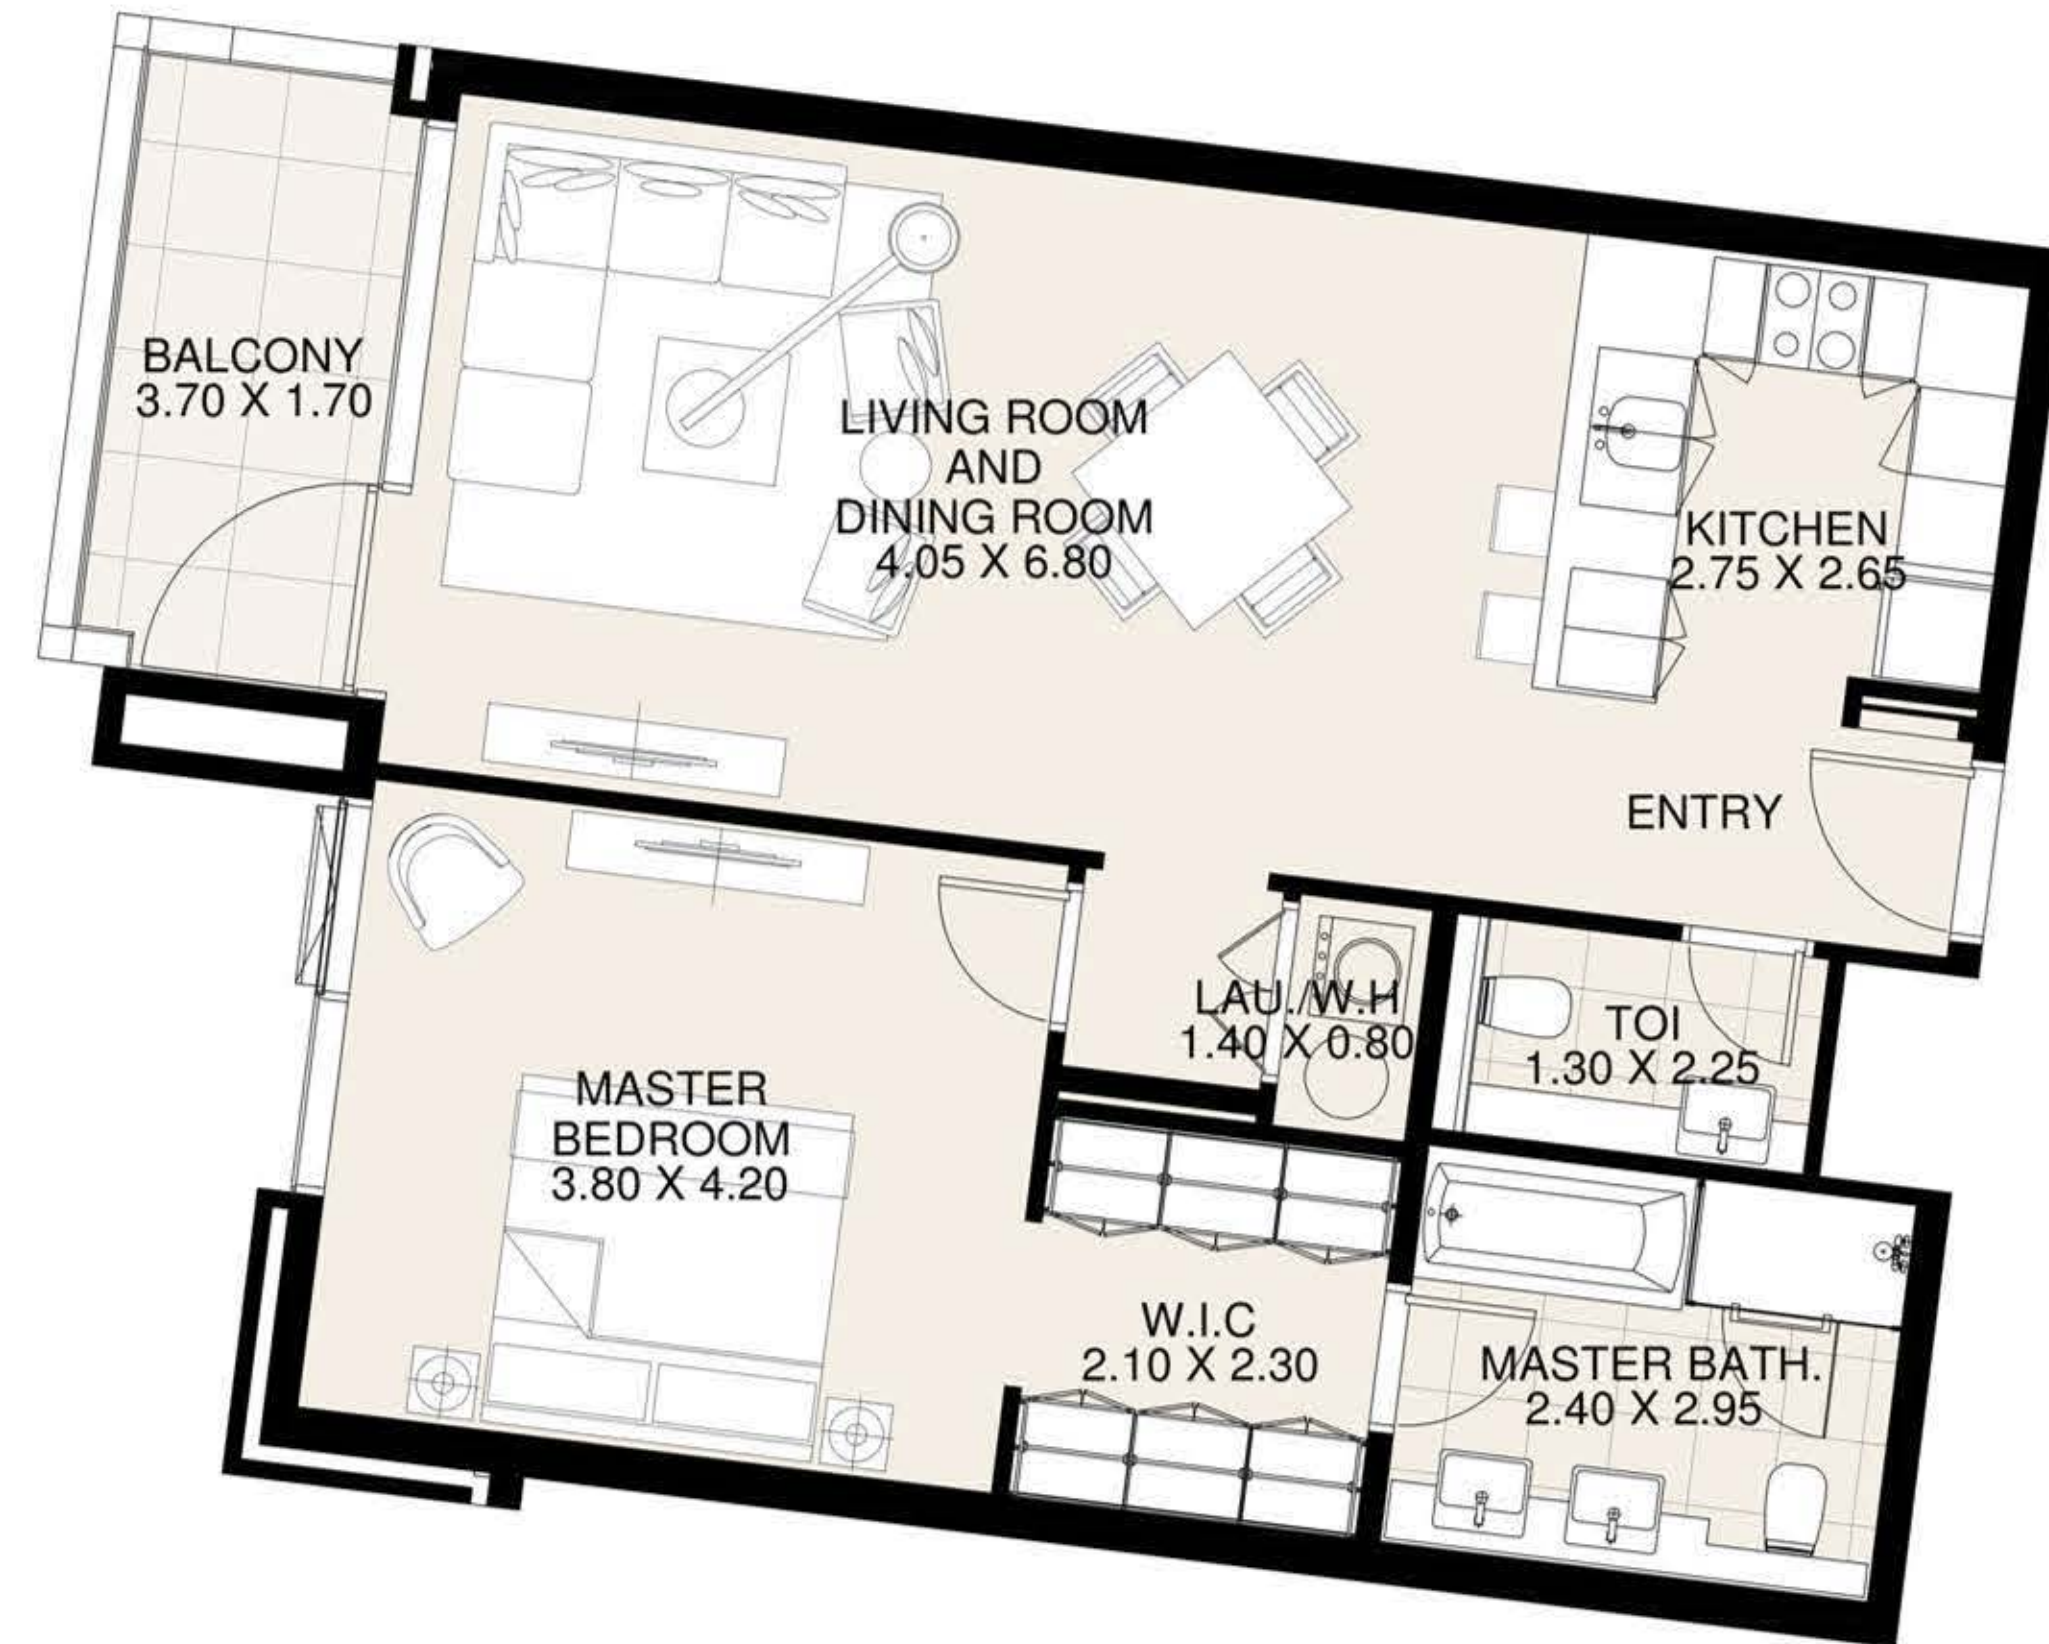 BALCONY
3.70 X 1.70
LIVING ROOM
AND
DINING ROOM
4.05 X 6.80
KITCHEN
2.75 X 2.65
ENTRY
LAU./W.H
1.40 X 0.80
TOI
1.30 X 2.25
MASTER
BEDROOM
3.80 X 4.20
W.I.C
2.10 X 2.30
MASTER BATH.
2.40 X 2.95